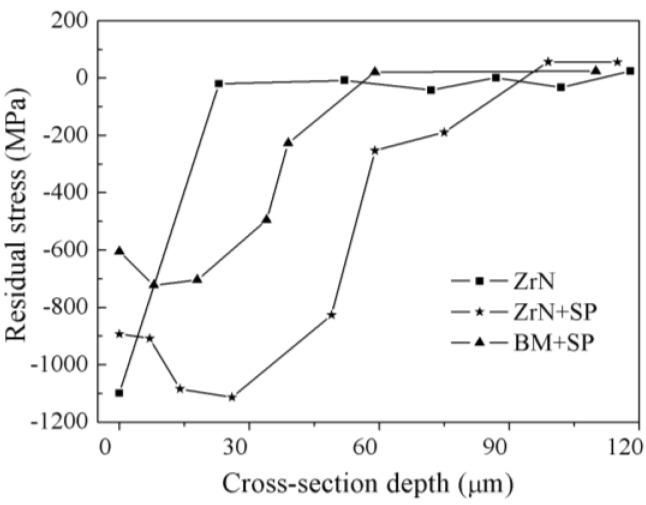 200
0
-200
-400
-600
-800
-1000
-1200
Residual stress (MPa)
ZrN
ZrN+SP
BM+SP
0 30 60 90 120
Cross-section depth (μm)